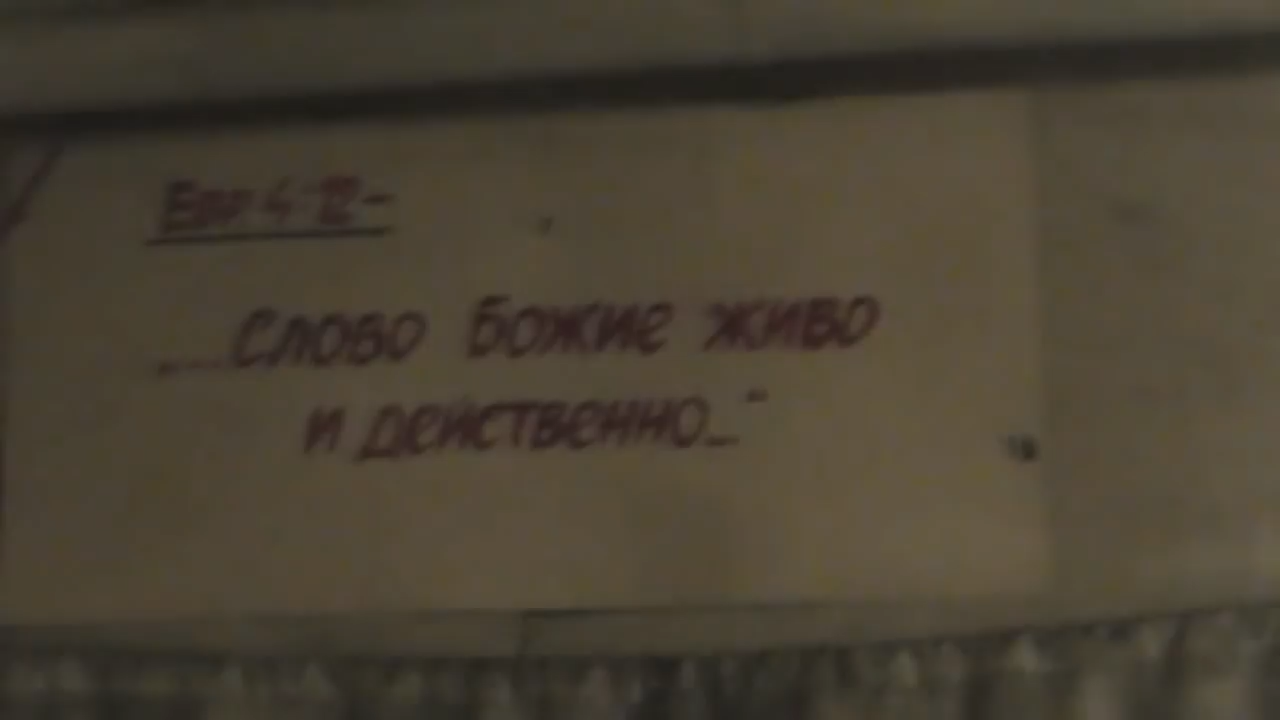 Евр 4:12-
„...Слово Божие живо
и действенно..."